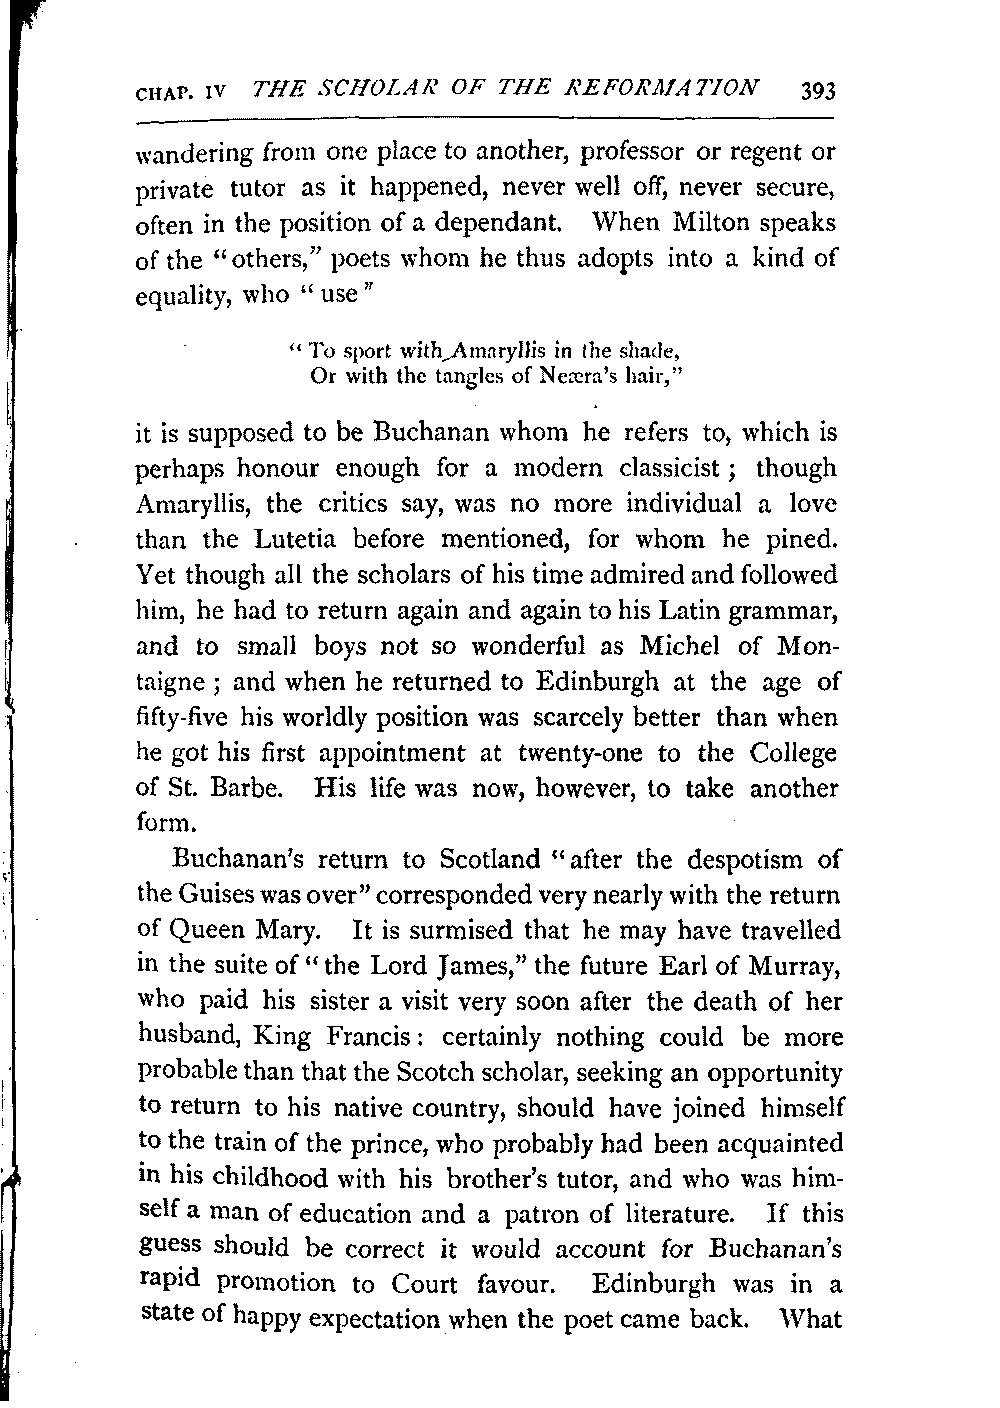 CHAP. IV THE SCHOLAR OF THE REFORMATION 393
wandering from one place to another, professor or regent or
private tutor as it happened, never well off, never secure,
often in the position of a dependant. When Milton speaks
of the "others," poets whom he thus adopts into a kind of
equality, who "use"
"To sport with Amaryllis in the shade,
Or with the tangles of Neæra's hair,"
it is supposed to be Buchanan whom he refers to, which is
perhaps honour enough for a modern classicist; though
Amaryllis, the critics say, was no more individual a love
than the Lutetia before mentioned, for whom he pined.
Yet though all the scholars of his time admired and followed
him, he had to return again and again to his Latin grammar,
and to small boys not so wonderful as Michel of Mon-
taigne; and when he returned to Edinburgh at the age of
fifty-five his worldly position was scarcely better than when
he got his first appointment at twenty-one to the College
of St. Barbe. His life was now, however, to take another
form.
Buchanan's return to Scotland "after the despotism of
the Guises was over" corresponded very nearly with the return
of Queen Mary. It is surmised that he may have travelled
in the suite of "the Lord James," the future Earl of Murray,
who paid his sister a visit very soon after the death of her
husband, King Francis: certainly nothing could be more
probable than that the Scotch scholar, seeking an opportunity
to return to his native country, should have joined himself
to the train of the prince, who probably had been acquainted
in his childhood with his brother's tutor, and who was him-
self a man of education and a patron of literature. If this
guess should be correct it would account for Buchanan's
rapid promotion to Court favour. Edinburgh was in a
state of happy expectation when the poet came back. What